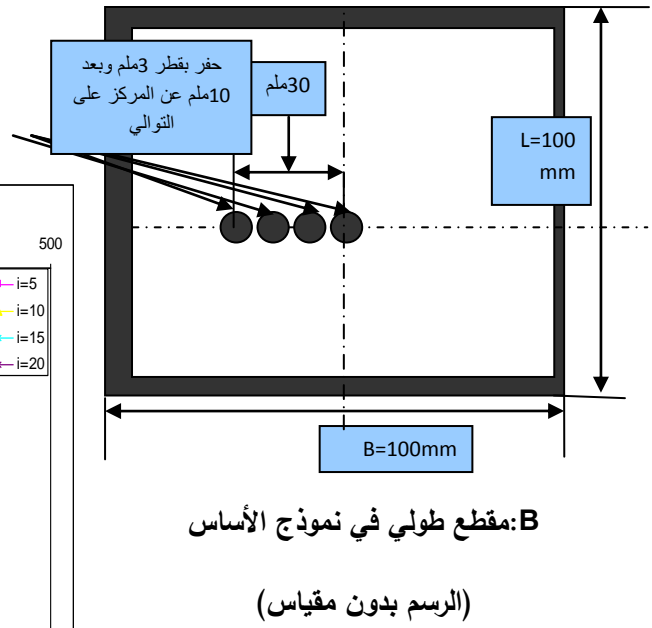 حفر بقطر 3ملم وبعد
10ملم عن المركز على
التوالي
30ملم
L=100
mm
500
i=5
i=10
i=15
i=20
B=100mm
B:مقطع طولي في نموذج الأساس
(الرسم بدون مقياس)